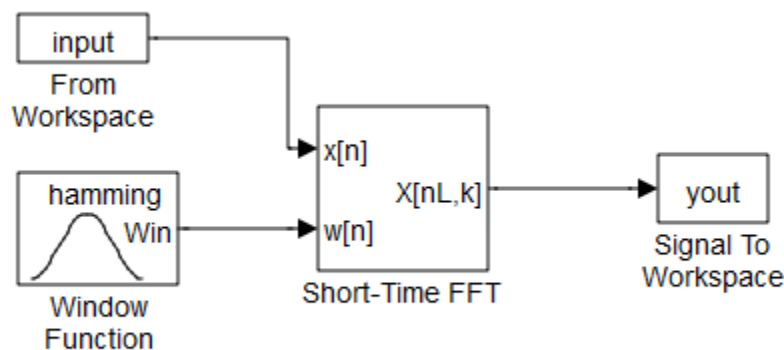 input
From
Workspace
hamming
Win
Window
Function
x[n]
X[nL,k]
w[n]
Short-Time FFT
yout
Signal To
Workspace